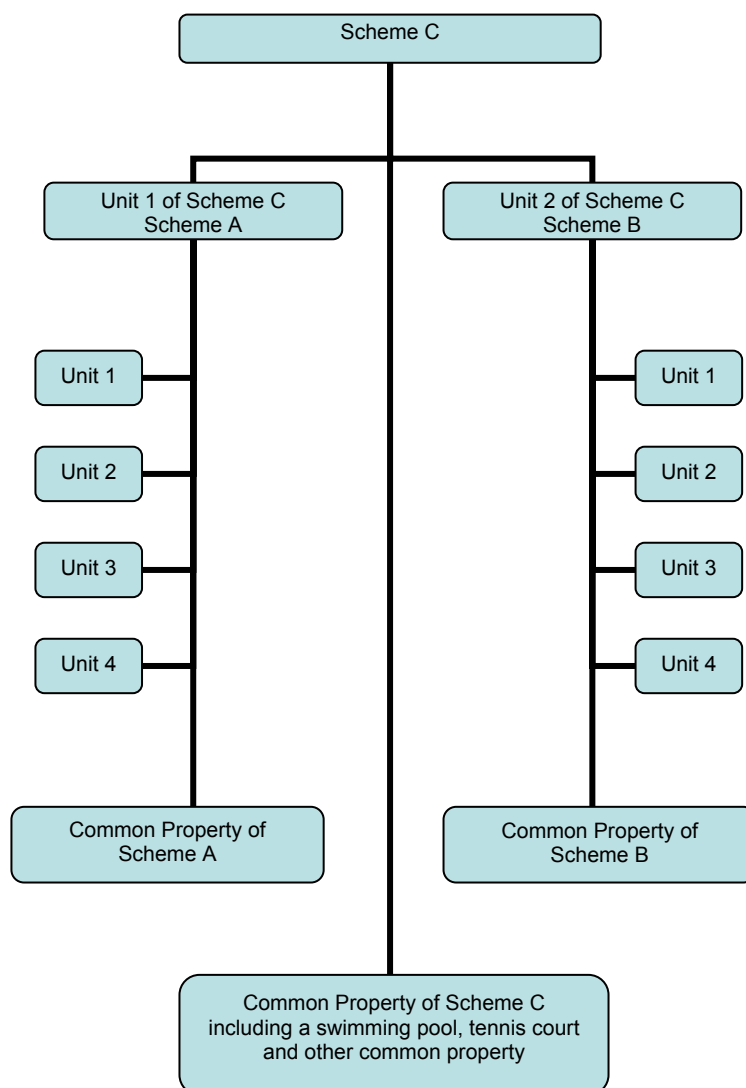 Scheme C
Unit 1 of Scheme C
Scheme A
Unit 2 of Scheme C
Scheme B
Unit 1
Unit 1
Unit 2
Unit 2
Unit 3
Unit 3
Unit 4
Unit 4
Common Property of
Scheme A
Common Property of
Scheme B
Common Property of Scheme C
including a swimming pool, tennis court
and other common property